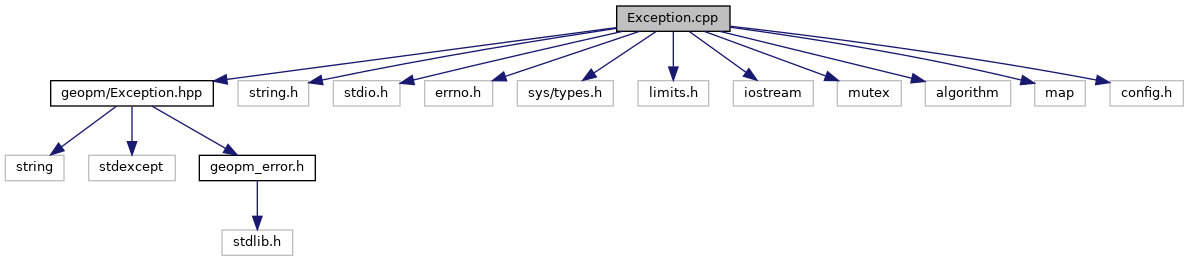 Exception.cpp
geopm/Exception.hpp
string.h
stdio.h
errno.h
sys/types.h
limits.h
iostream
mutex
algorithm
map
config.h
string
stdexcept
geopm_error.h
stdlib.h